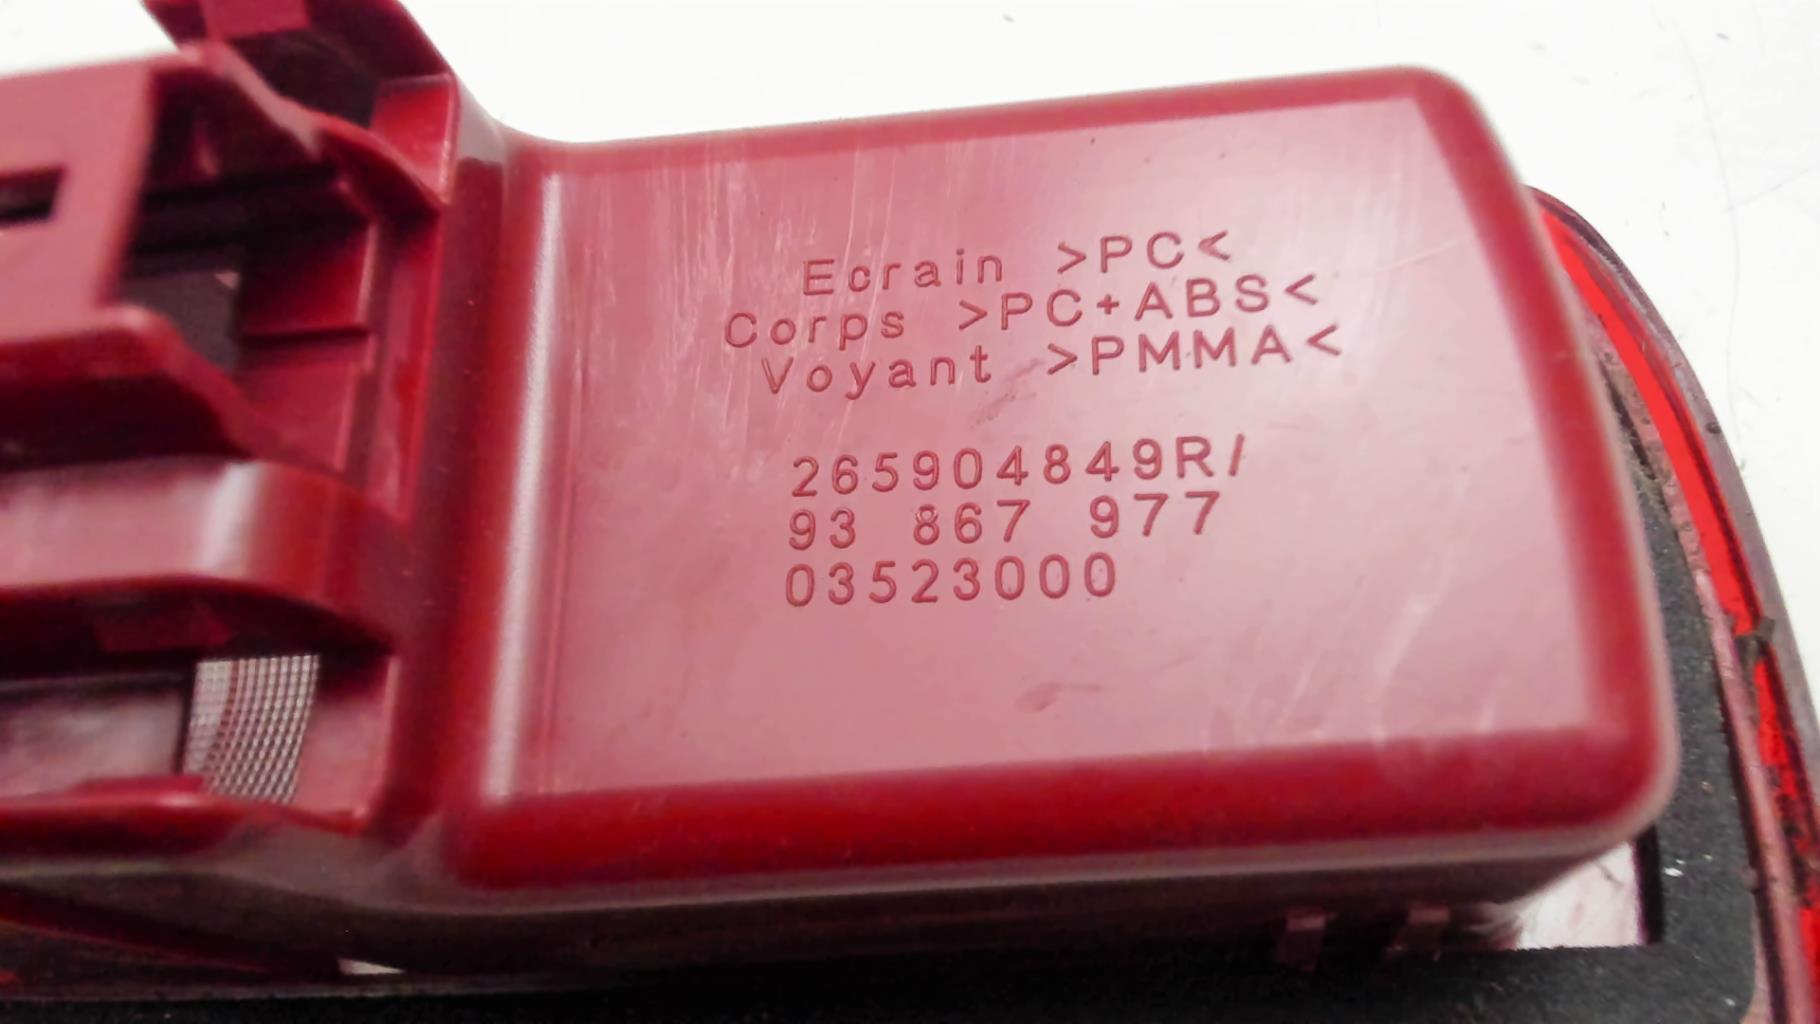 Ecrain >PC<
Corps >PC+ABS<
Voyant >PMMA<
265904849R/
93 867 977
03523000